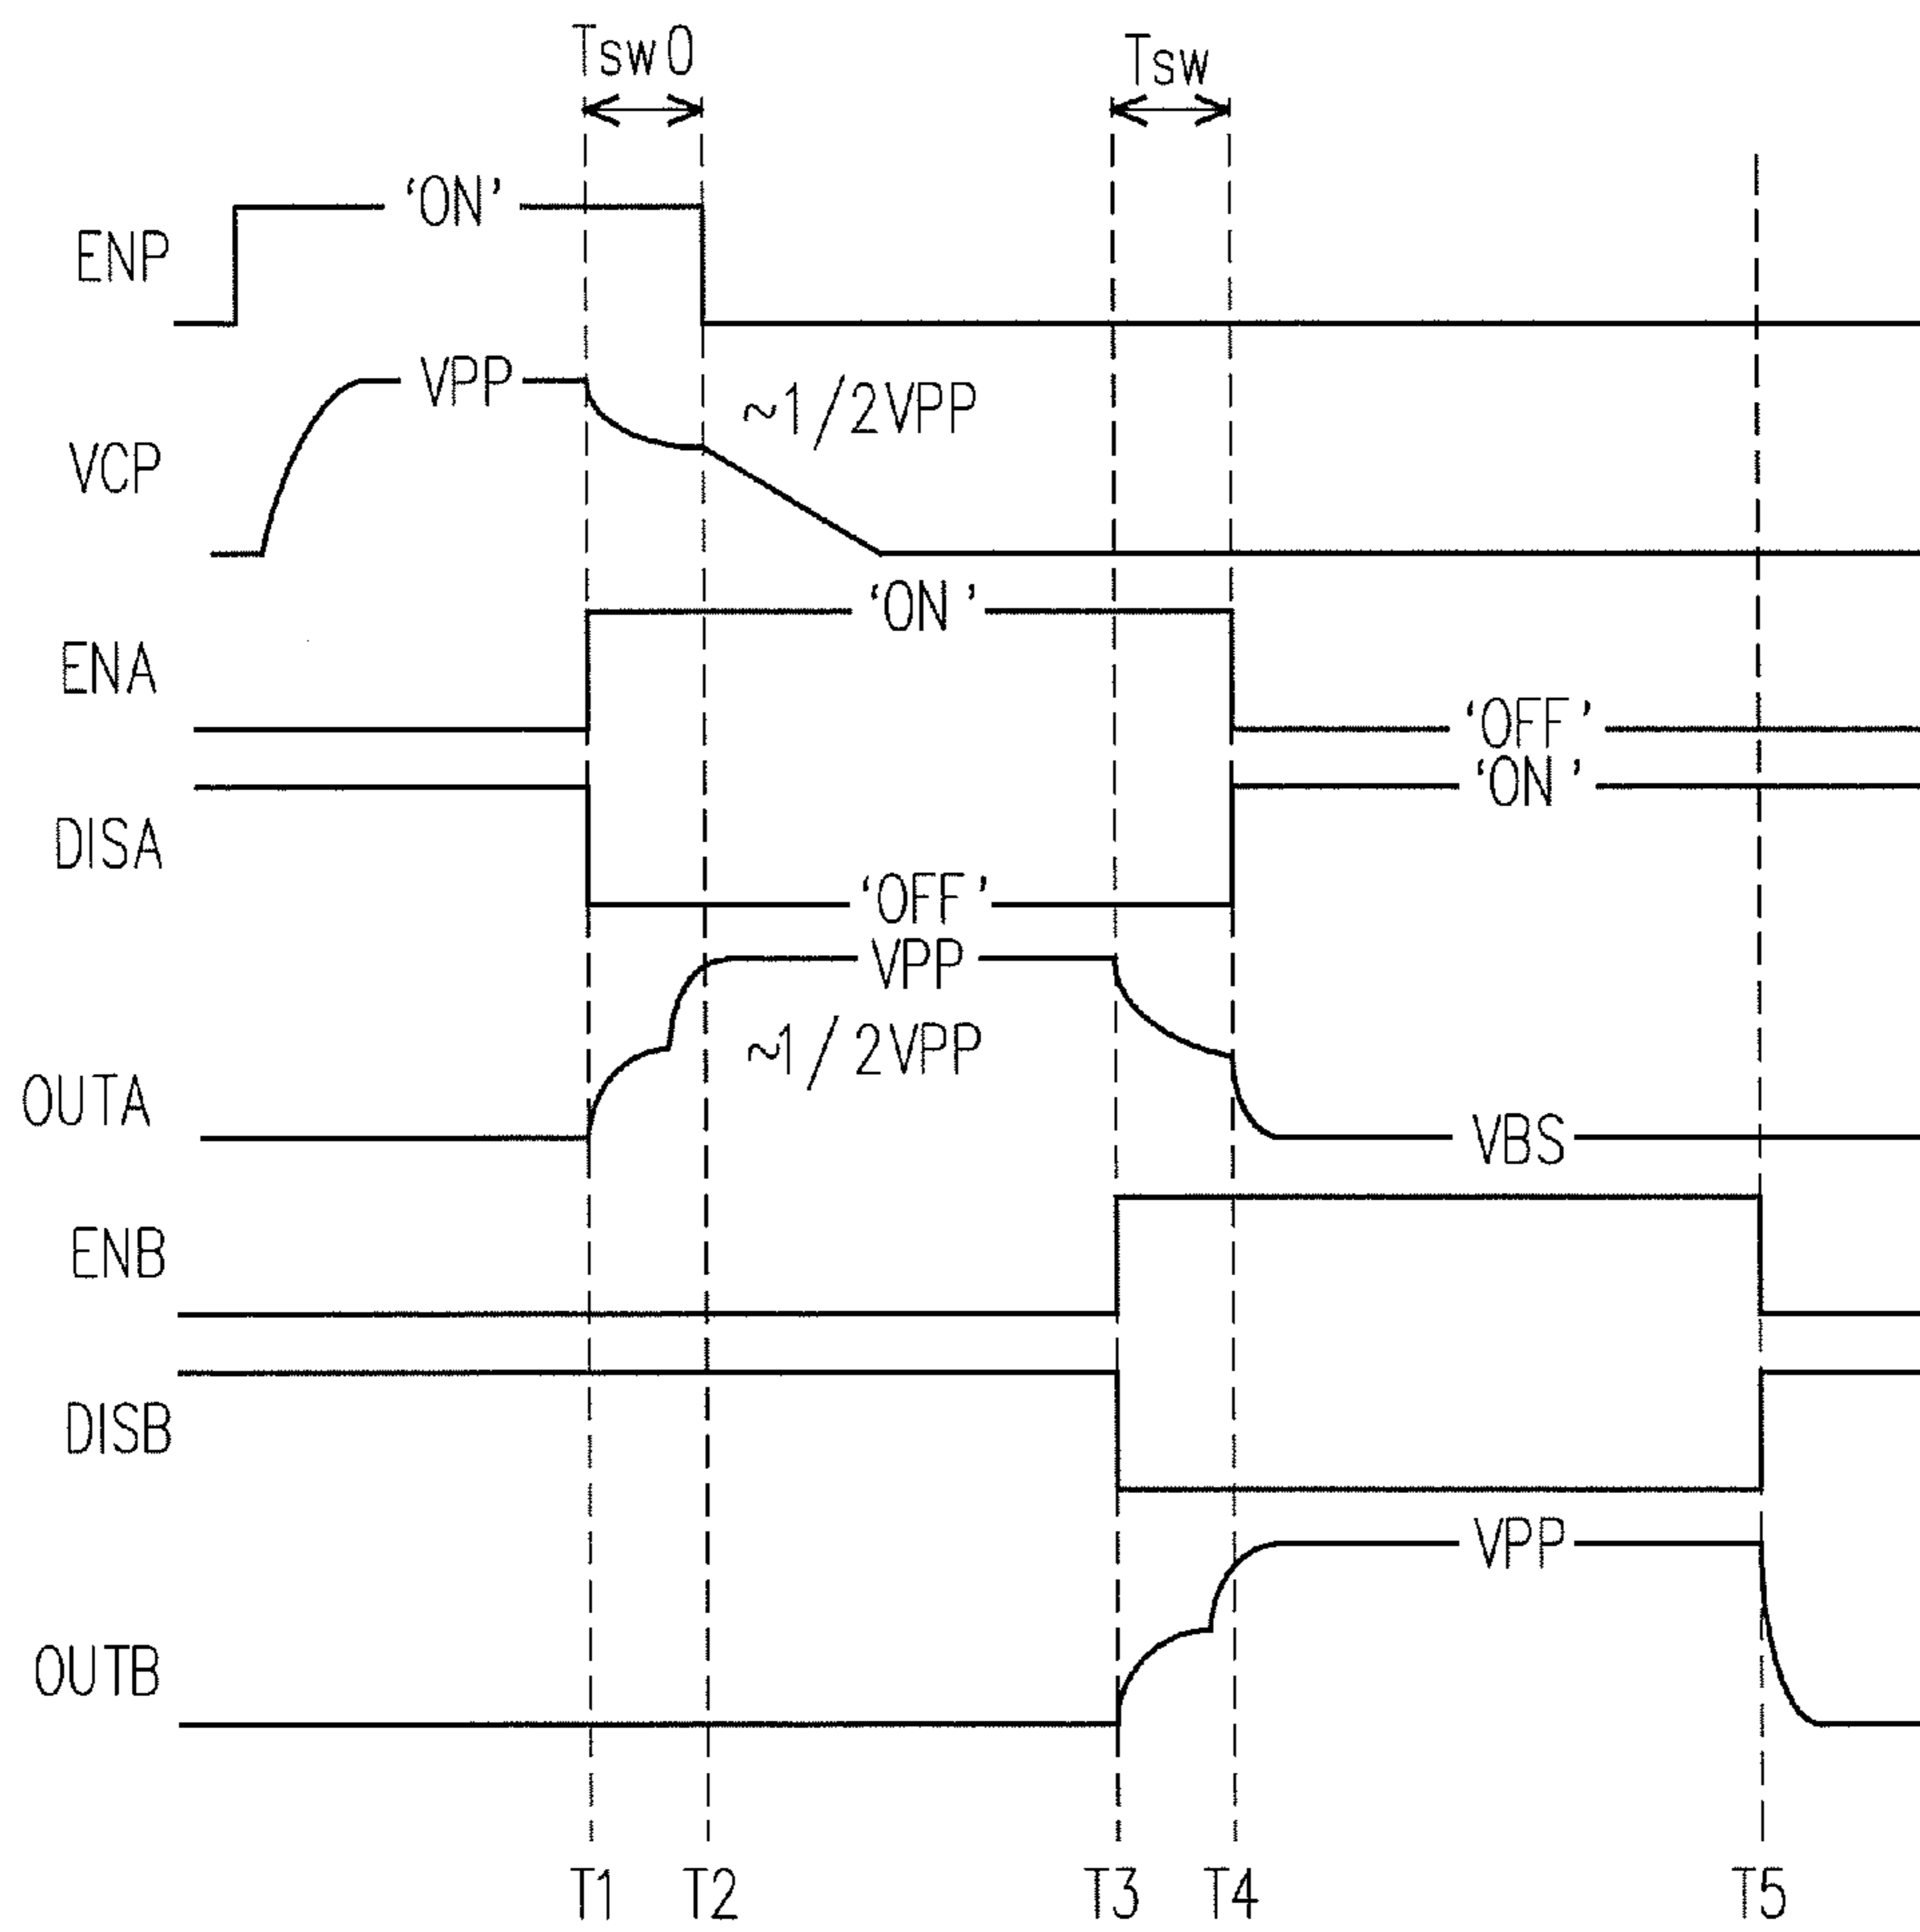 Tsw0
Tsw
ENP
‘ON’
VCP
VPP
~1/2VPP
ENA
‘ON’
‘OFF’
DISA
‘ON’
‘OFF’
OUTA
VPP
~1/2VPP
VBS
ENB
DISB
OUTB
VPP
T1 T2 T3 T4 T5